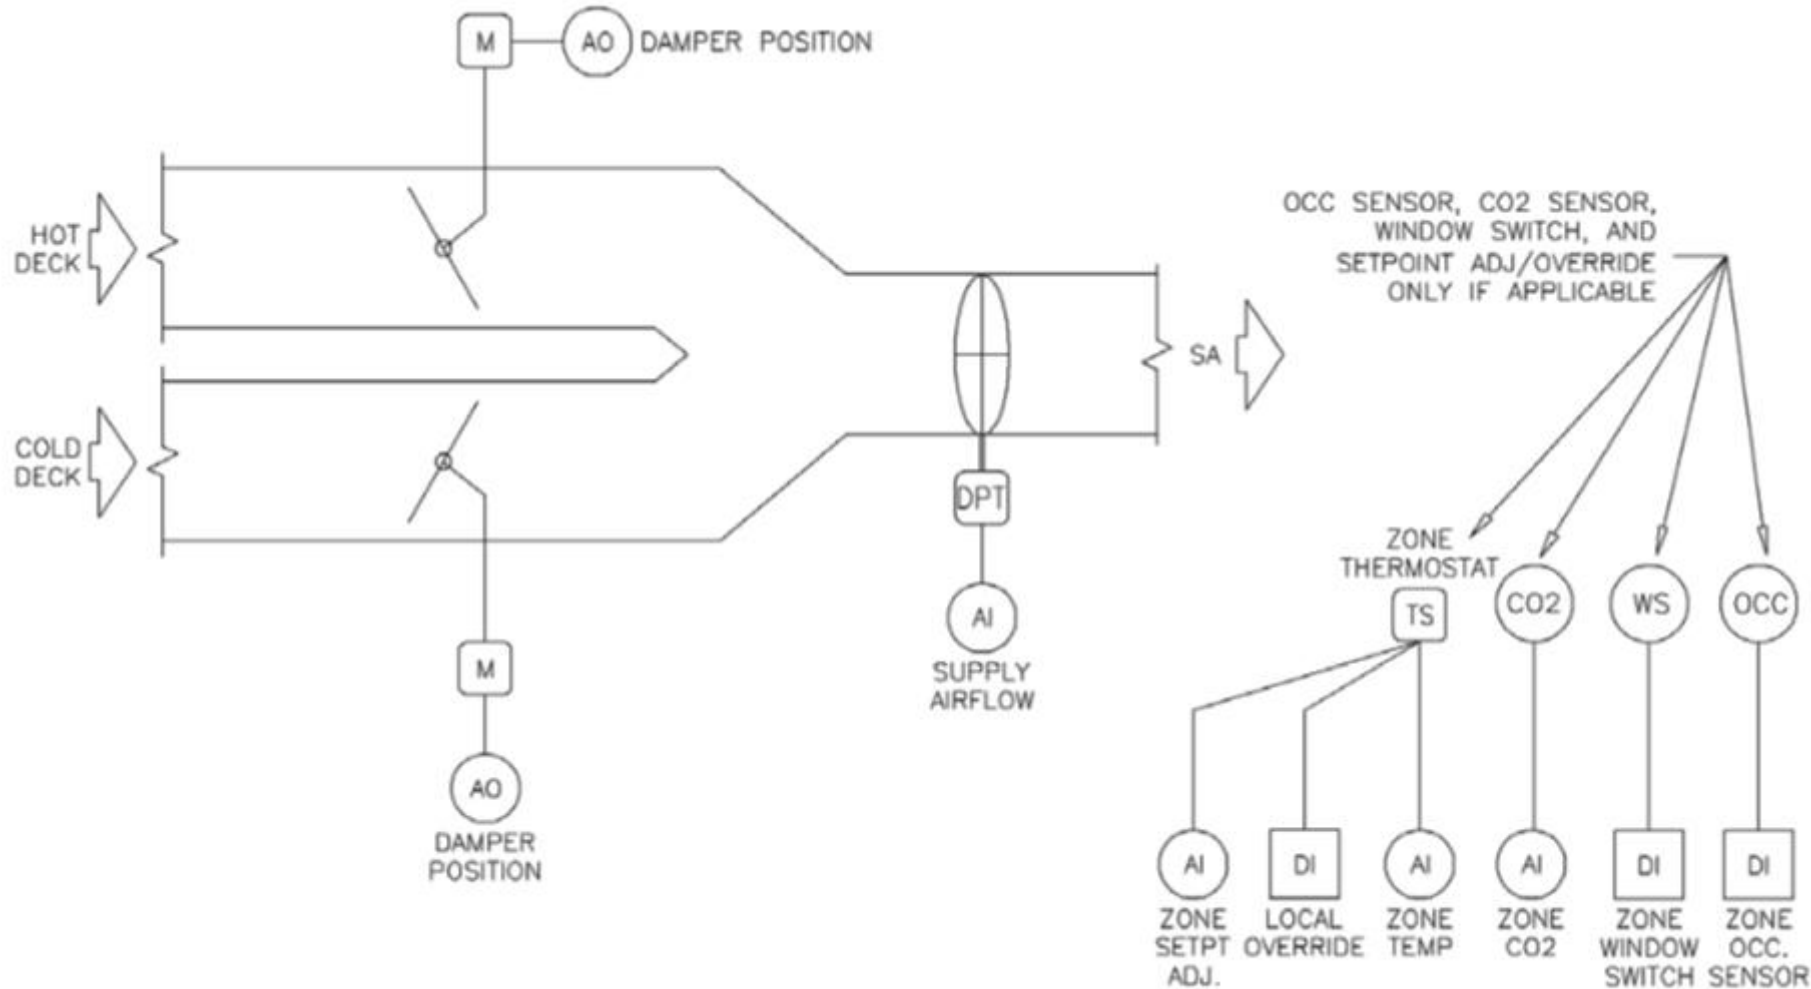 M
AO
DAMPER POSITION
HOT
DECK
COLD
DECK
SA
OCC SENSOR, CO2 SENSOR,
WINDOW SWITCH, AND
SETPOINT ADJ/OVERRIDE
ONLY IF APPLICABLE
DPT
AI
SUPPLY
AIRFLOW
M
AO
DAMPER
POSITION
ZONE
THERMOSTAT
TS
CO2
WS
OCC
AI
ZONE
SETPT
ADJ.
DI
LOCAL
OVERRIDE
AI
ZONE
TEMP
AI
ZONE
CO2
DI
ZONE
WINDOW
SWITCH
DI
ZONE
OCC.
SENSOR